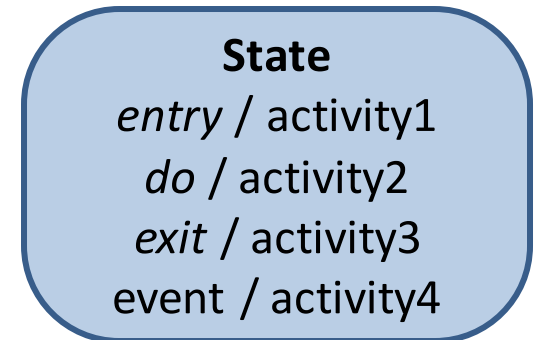 State
entry / activity1
do / activity2
exit / activity3
event / activity4